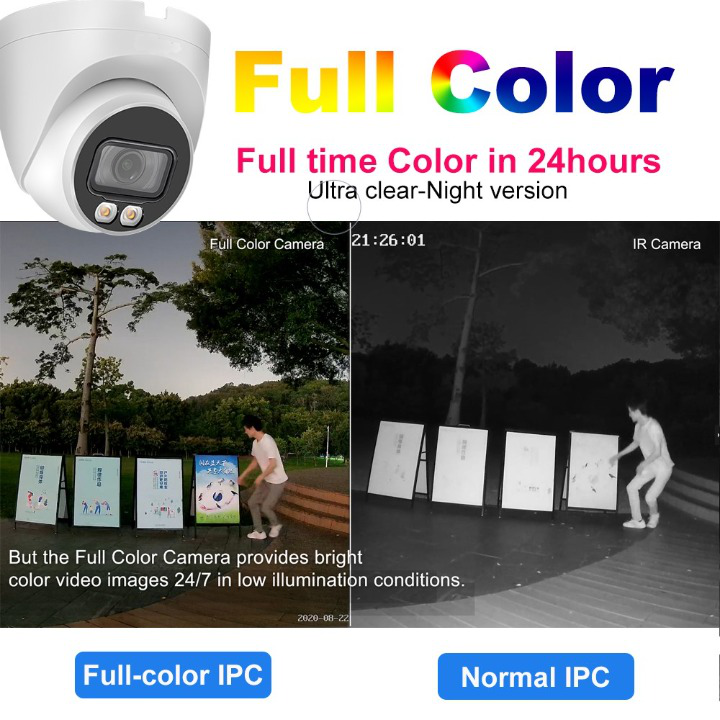 Full Color
Full time Color in 24hours
Ultra clear-Night version
Full Color Camera
21:26:01
IR Camera
But the Full Color Camera provides bright
color video images 24/7 in low illumination conditions.
2020-08-22
Full-color IPC
Normal IPC